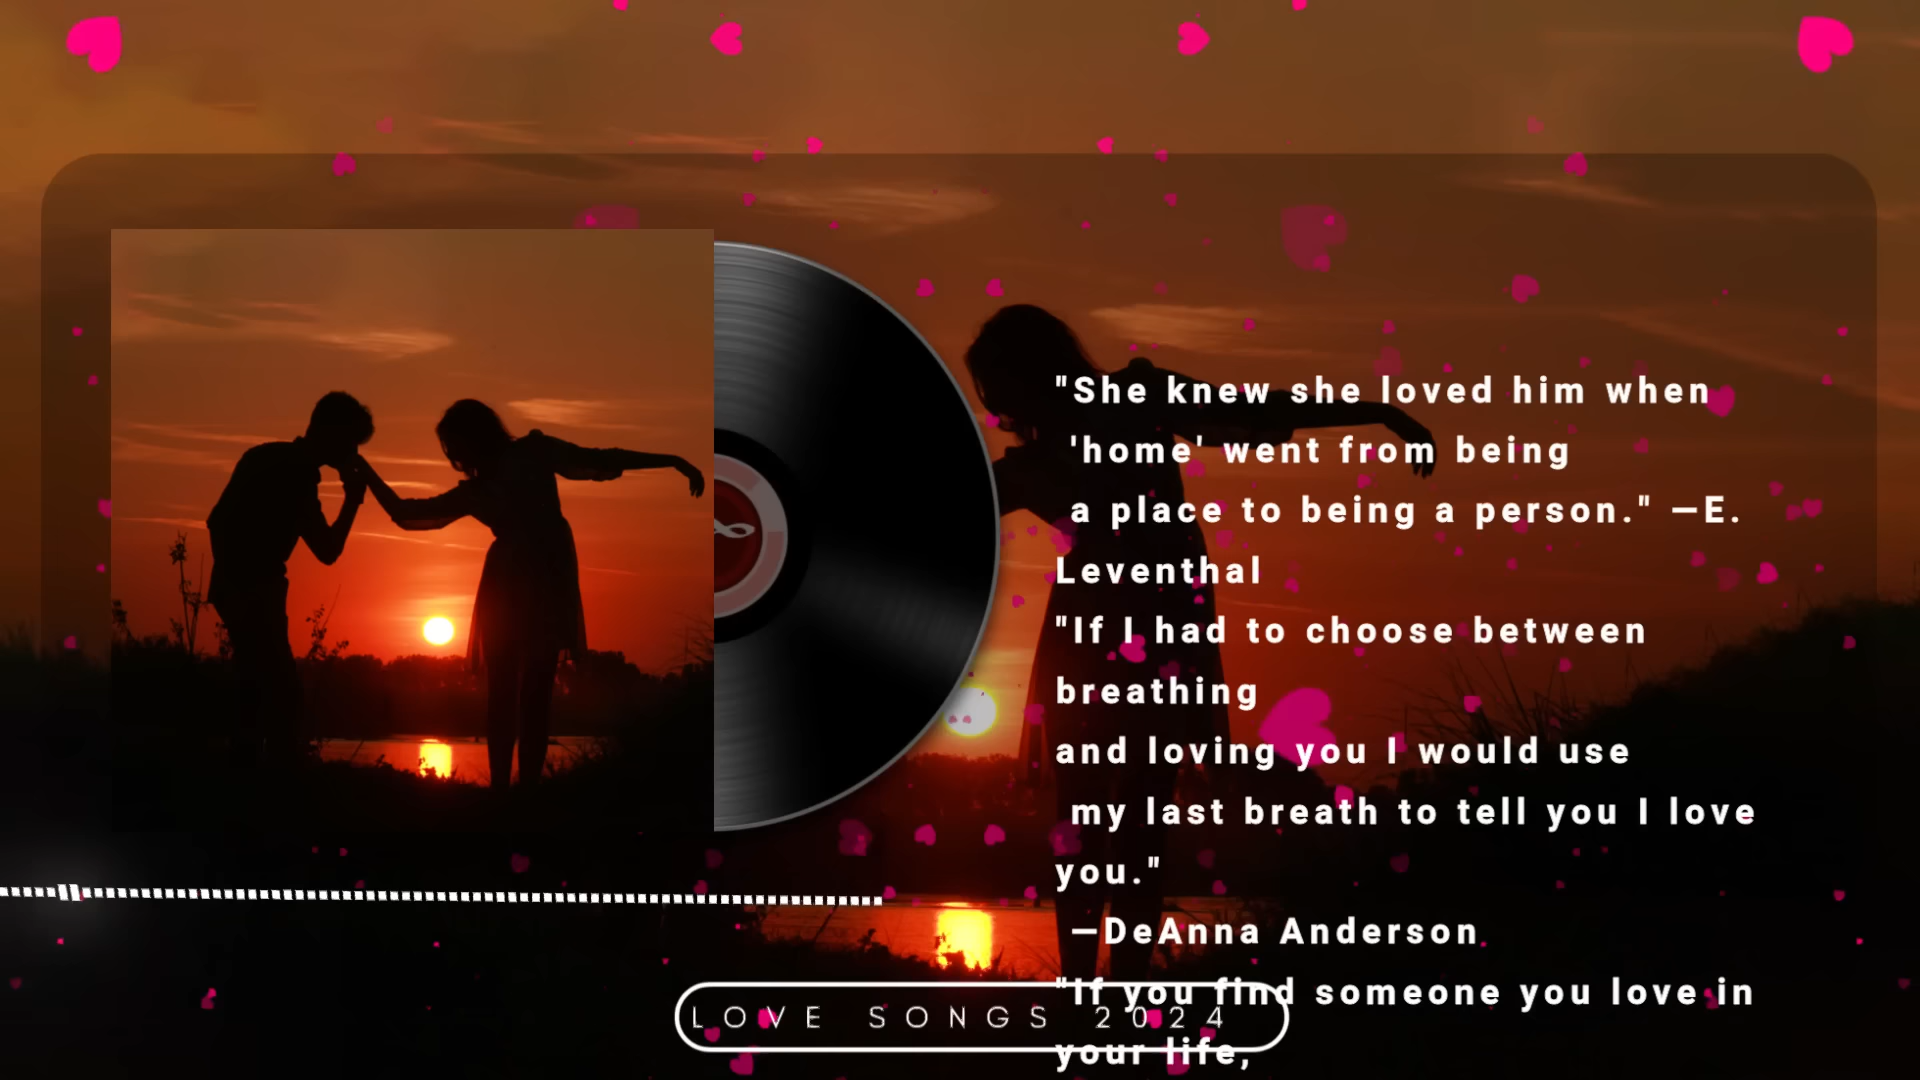 "She knew she loved him when
'home' went from being
a place to being a person." —E.
Leventhal
"If I had to choose between
breathing
and loving you I would use
my last breath to tell you I love
you."
—DeAnna Anderson
"If you find someone you love in
your life,
LOVE SONGS 2024